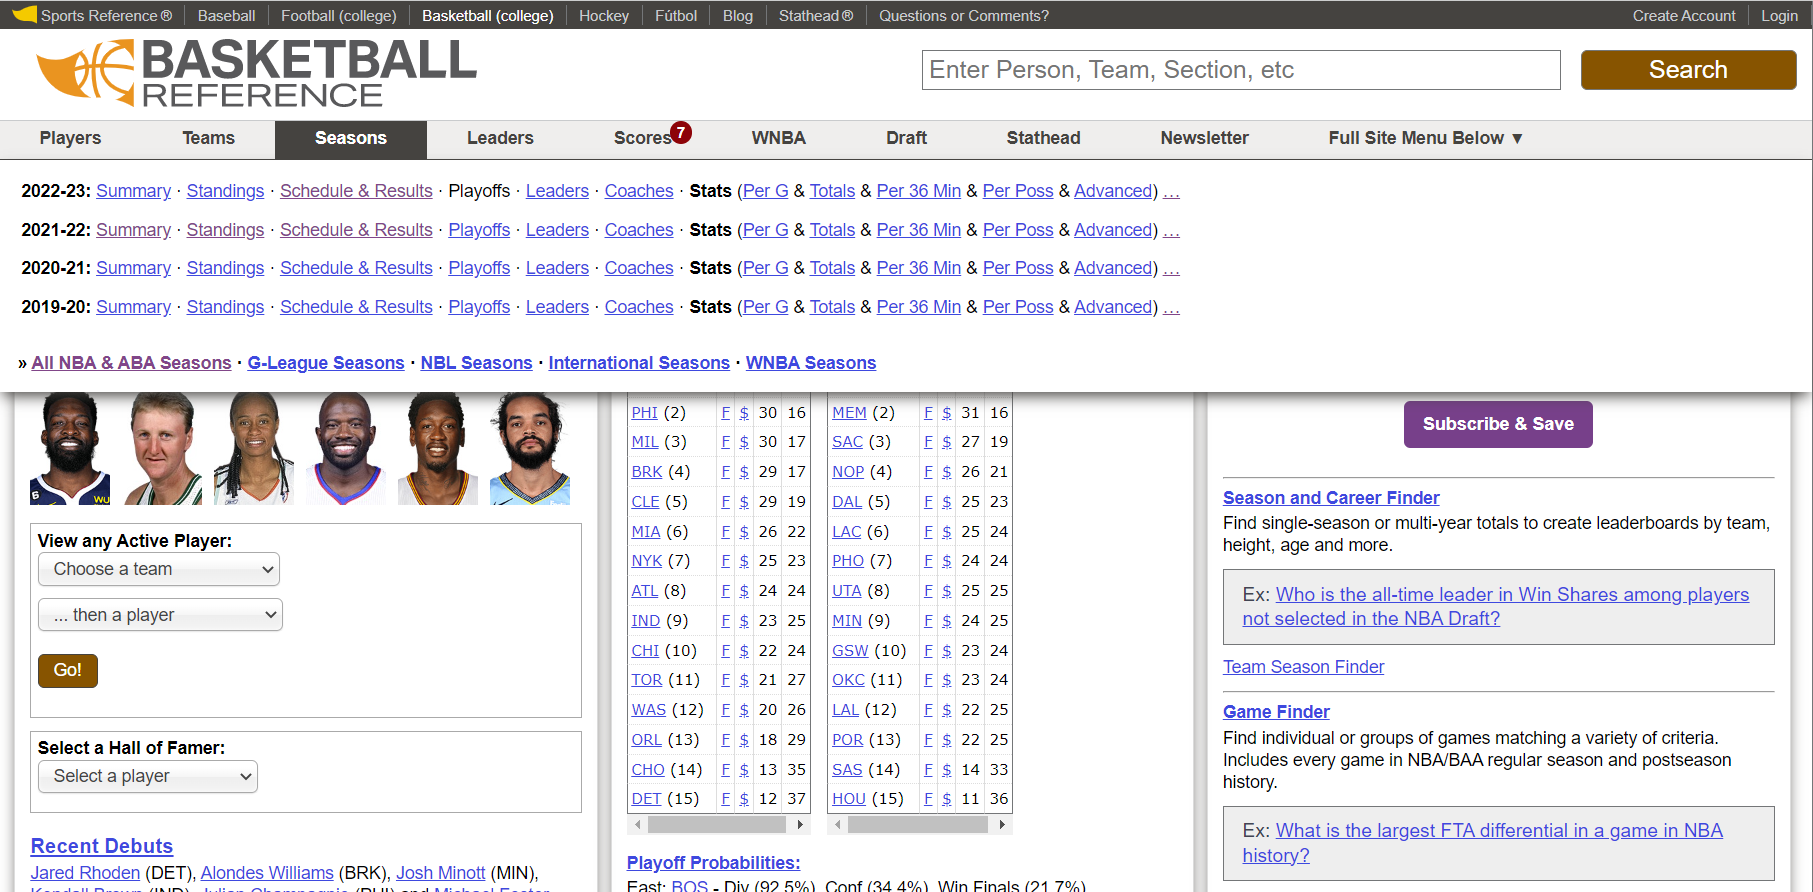 Sports Reference ® Baseball Football (college) Basketball (college) Hockey Fútbol Blog Stathead ® Questions or Comments? Create Account Login
BASKETBALL
REFERENCE
Enter Person, Team, Section, etc
Search
Players Teams Seasons Leaders Scores 7 WNBA Draft Stathead Newsletter Full Site Menu Below ▼
2022-23: Summary · Standings · Schedule & Results · Playoffs · Leaders · Coaches · Stats (Per G & Totals & Per 36 Min & Per Poss & Advanced) ...
2021-22: Summary · Standings · Schedule & Results · Playoffs · Leaders · Coaches · Stats (Per G & Totals & Per 36 Min & Per Poss & Advanced) ...
2020-21: Summary · Standings · Schedule & Results · Playoffs · Leaders · Coaches · Stats (Per G & Totals & Per 36 Min & Per Poss & Advanced) ...
2019-20: Summary · Standings · Schedule & Results · Playoffs · Leaders · Coaches · Stats (Per G & Totals & Per 36 Min & Per Poss & Advanced) ...
» All NBA & ABA Seasons · G-League Seasons · NBL Seasons · International Seasons · WNBA Seasons
View any Active Player:
Choose a team
... then a player
Go!
Select a Hall of Famer:
Select a player
Recent Debuts
Jared Rhoden (DET), Alondes Williams (BRK), Josh Minott (MIN),
PHI (2) F $ 30 16 MEM (2) F $ 31 16
MIL (3) F $ 30 17 SAC (3) F $ 27 19
BRK (4) F $ 29 17 NOP (4) F $ 26 21
CLE (5) F $ 29 19 DAL (5) F $ 25 23
MIA (6) F $ 26 22 LAC (6) F $ 25 24
NYK (7) F $ 25 23 PHO (7) F $ 24 24
ATL (8) F $ 24 24 UTA (8) F $ 25 25
IND (9) F $ 23 25 MIN (9) F $ 24 25
CHI (10) F $ 22 24 GSW (10) F $ 23 24
TOR (11) F $ 21 27 OKC (11) F $ 23 24
WAS (12) F $ 20 26 LAL (12) F $ 22 25
ORL (13) F $ 18 29 POR (13) F $ 22 25
CHO (14) F $ 13 35 SAS (14) F $ 14 33
DET (15) F $ 12 37 HOU (15) F $ 11 36
Playoff Probabilities:
East: BOS - Div (92.5%), Conf (34.4%), Win Finals (21.7%)
Subscribe & Save
Season and Career Finder
Find single-season or multi-year totals to create leaderboards by team,
height, age and more.
Ex: Who is the all-time leader in Win Shares among players
not selected in the NBA Draft?
Team Season Finder
Game Finder
Find individual or groups of games matching a variety of criteria.
Includes every game in NBA/BAA regular season and postseason
history.
Ex: What is the largest FTA differential in a game in NBA
history?